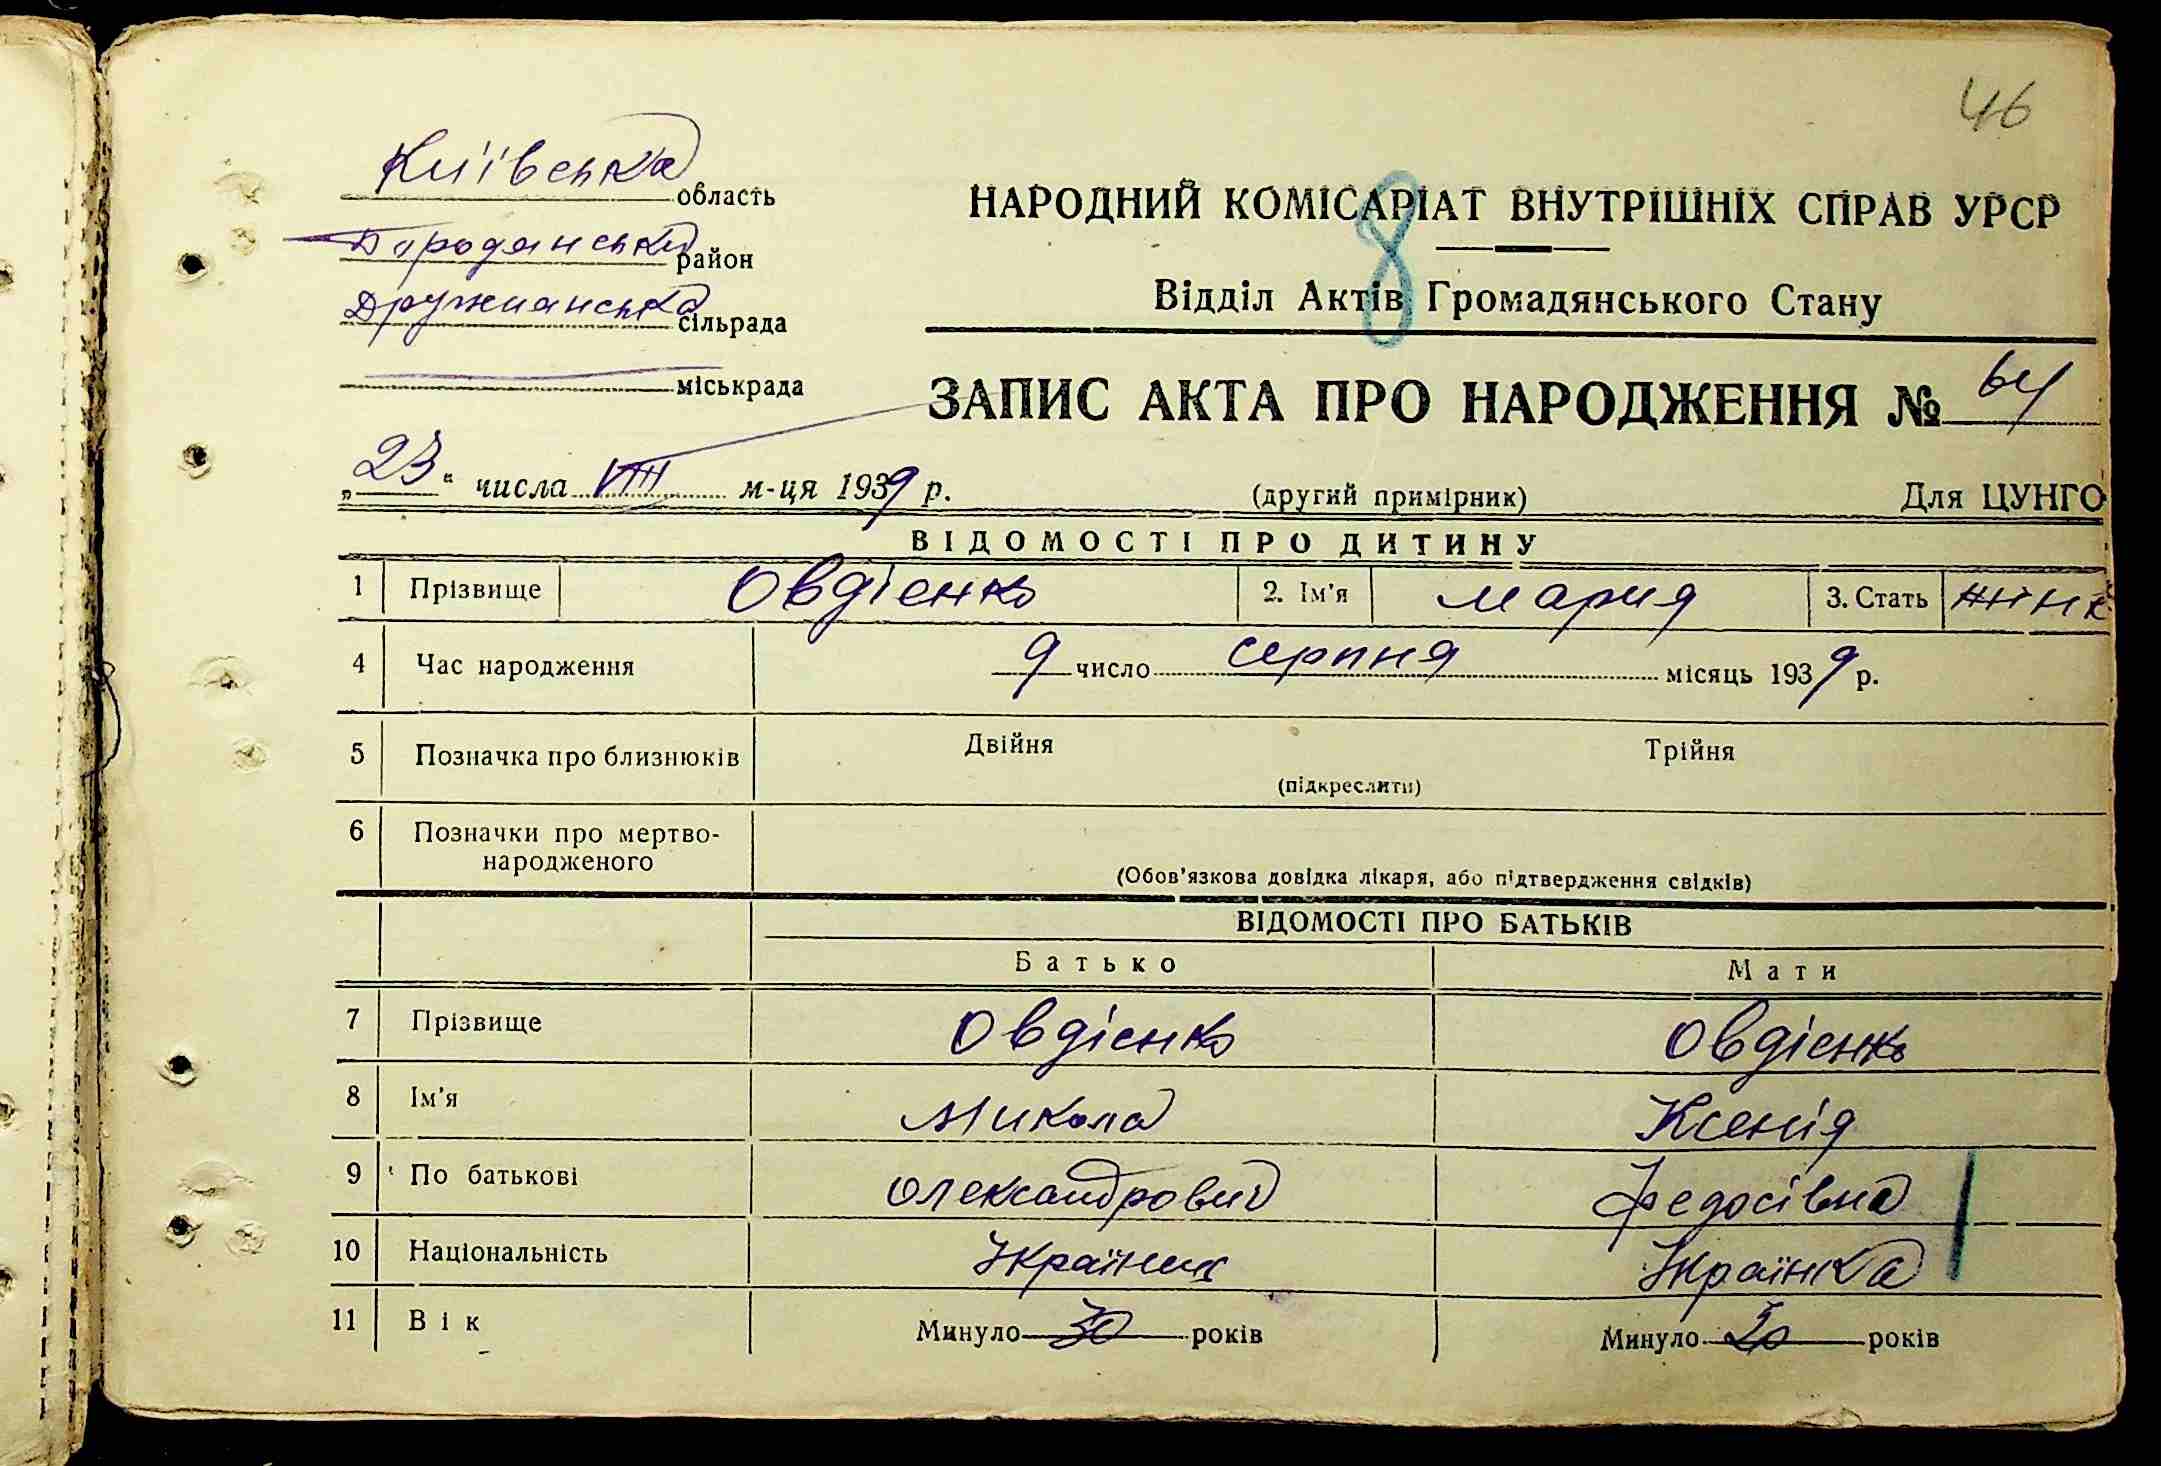 46
Київська область
Бородянський район
Дружнянська сільрада
міськрада
НАРОДНИЙ КОМІСАРІАТ ВНУТРІШНІХ СПРАВ УРСР
8
Відділ Актів Громадянського Стану
ЗАПИС АКТА ПРО НАРОДЖЕННЯ № 64
„23“ числа VIII м-ця 1939 р.
(другий примірник) Для ЦУНГО
ВІДОМОСТІ ПРО ДИТИНУ
1 Прізвище Овдієнко 2. Ім'я Мария 3. Стать жінк
4 Час народження 9 число серпня місяць 1939 р.
5 Позначка про близнюків Двійня Трійня
(підкреслити)
6 Позначки про мертво-
народженого
(Обов'язкова довідка лікаря, або підтвердження свідків)
ВІДОМОСТІ ПРО БАТЬКІВ
Батько Мати
7 Прізвище Овдієнко Овдієнко
8 Ім'я Микола Ксенія
9 По батькові Олександрович Федосівна
10 Національність Українець Українка
11 Вік Минуло 30 років Минуло років